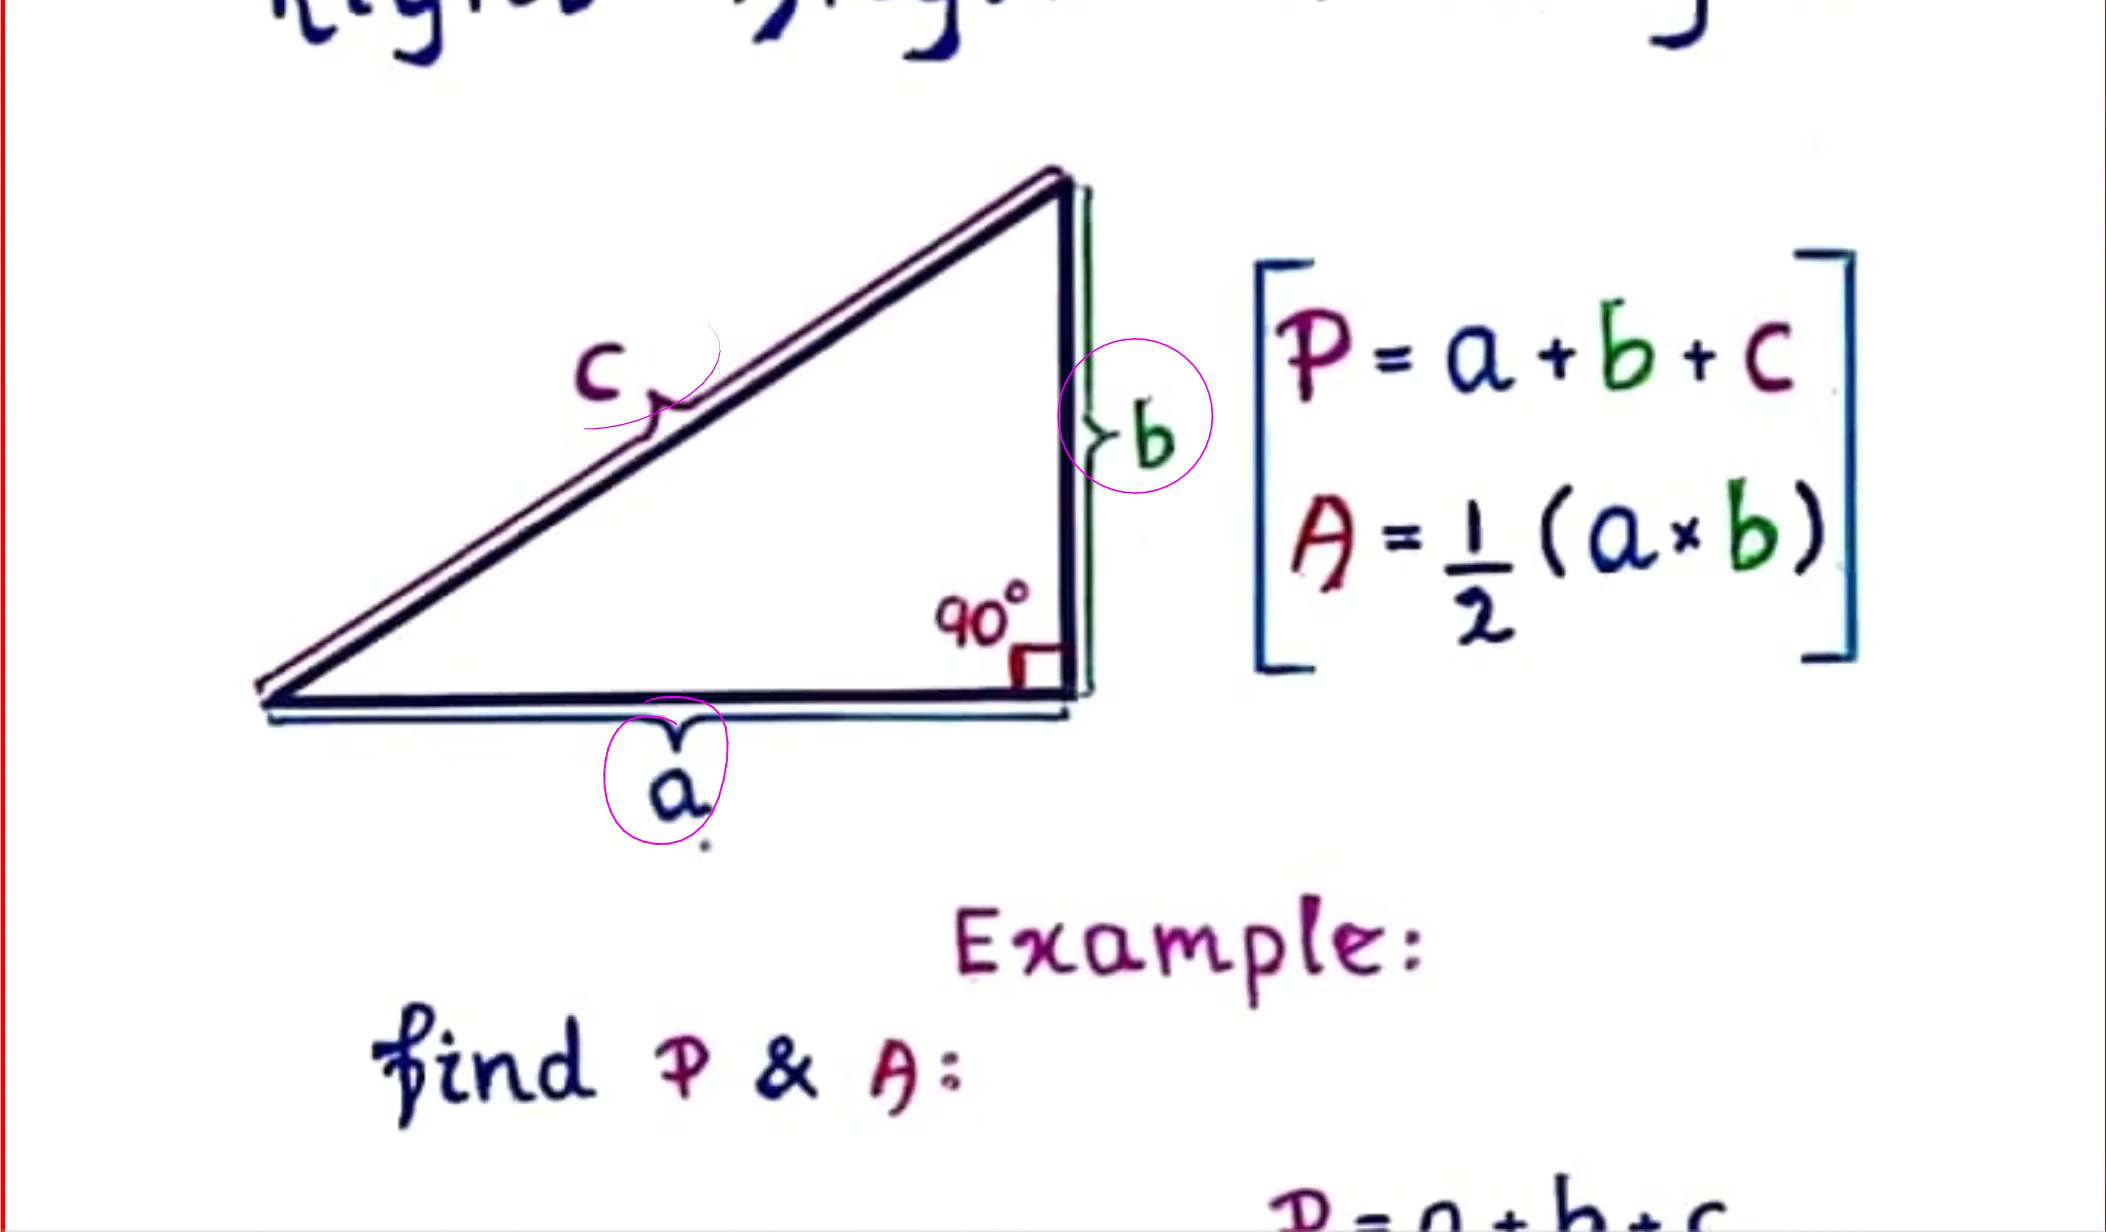 c
b
P = a + b + c
A = 1/2 (a × b)
90°
a
Example:
find P & A:
P = a + b + c